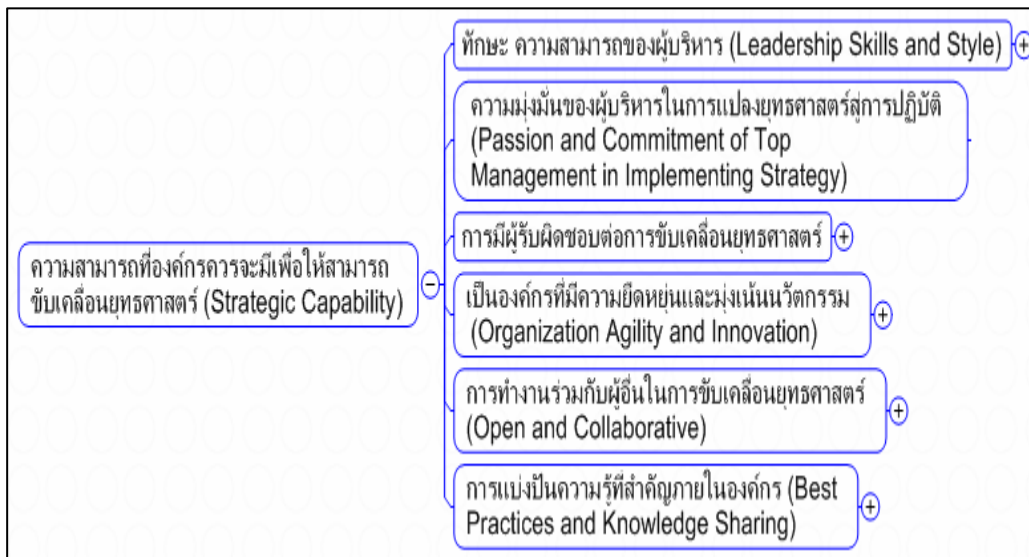 ทักษะ ความสามารถของผู้บริหาร (Leadership Skills and Style)
ความมุ่งมั่นของผู้บริหารในการแปลงยุทธศาสตร์สู่การปฏิบัติ
(Passion and Commitment of Top
Management in Implementing Strategy)
การมีผู้รับผิดชอบต่อการขับเคลื่อนยุทธศาสตร์
ความสามารถที่องค์กรควรจะมีเพื่อให้สามารถ
ขับเคลื่อนยุทธศาสตร์ (Strategic Capability)
เป็นองค์กรที่มีความยืดหยุ่นและมุ่งเน้นนวัตกรรม
(Organization Agility and Innovation)
การทำงานร่วมกับผู้อื่นในการขับเคลื่อนยุทธศาสตร์
(Open and Collaborative)
การแบ่งปันความรู้ที่สำคัญภายในองค์กร (Best
Practices and Knowledge Sharing)